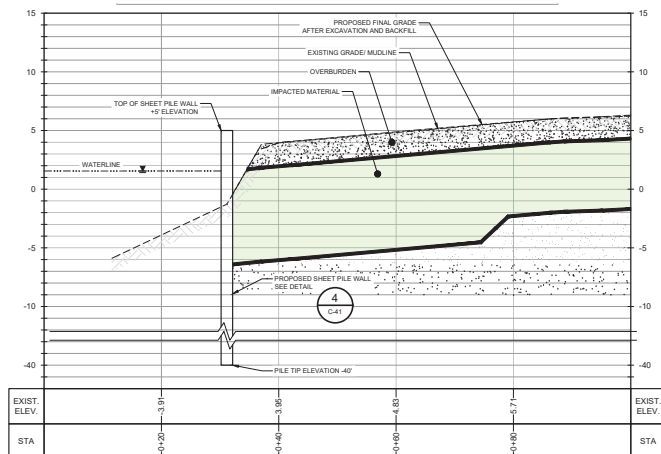 15
15
PROPOSED FINAL GRADE
AFTER EXCAVATION AND BACKFILL
EXISTING GRADE/ MUDLINE
10
10
OVERBURDEN
IMPACTED MATERIAL
TOP OF SHEET PILE WALL
+5' ELEVATION
5
5
WATERLINE
0
0
-5
-5
PROPOSED SHEET PILE WALL
SEE DETAIL
4
C-41
-10
-10
-40
-40
PILE TIP ELEVATION -40'
EXIST.
ELEV.
-3.91
3.95
4.83
5.71
EXIST.
ELEV.
STA
0+20
0+40
0+60
0+80
STA